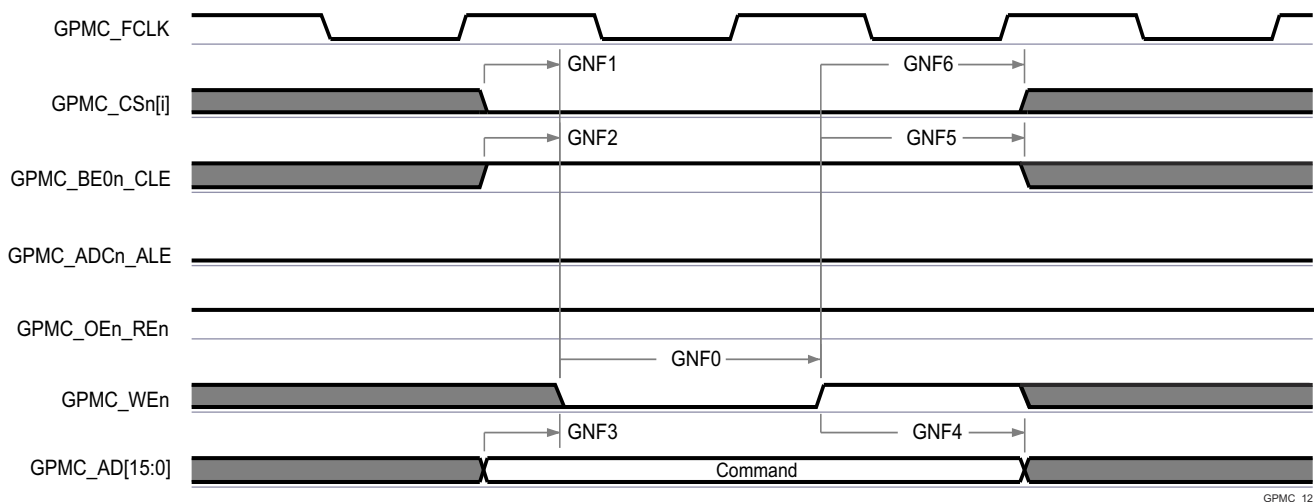 GPMC_FCLK
GNF1
GNF6
GPMC_CSn[i]
GNF2
GNF5
GPMC_BE0n_CLE
GPMC_ADCn_ALE
GPMC_OEn_REn
GNF0
GPMC_WEn
GNF3
GNF4
GPMC_AD[15:0]
Command
GPMC_12